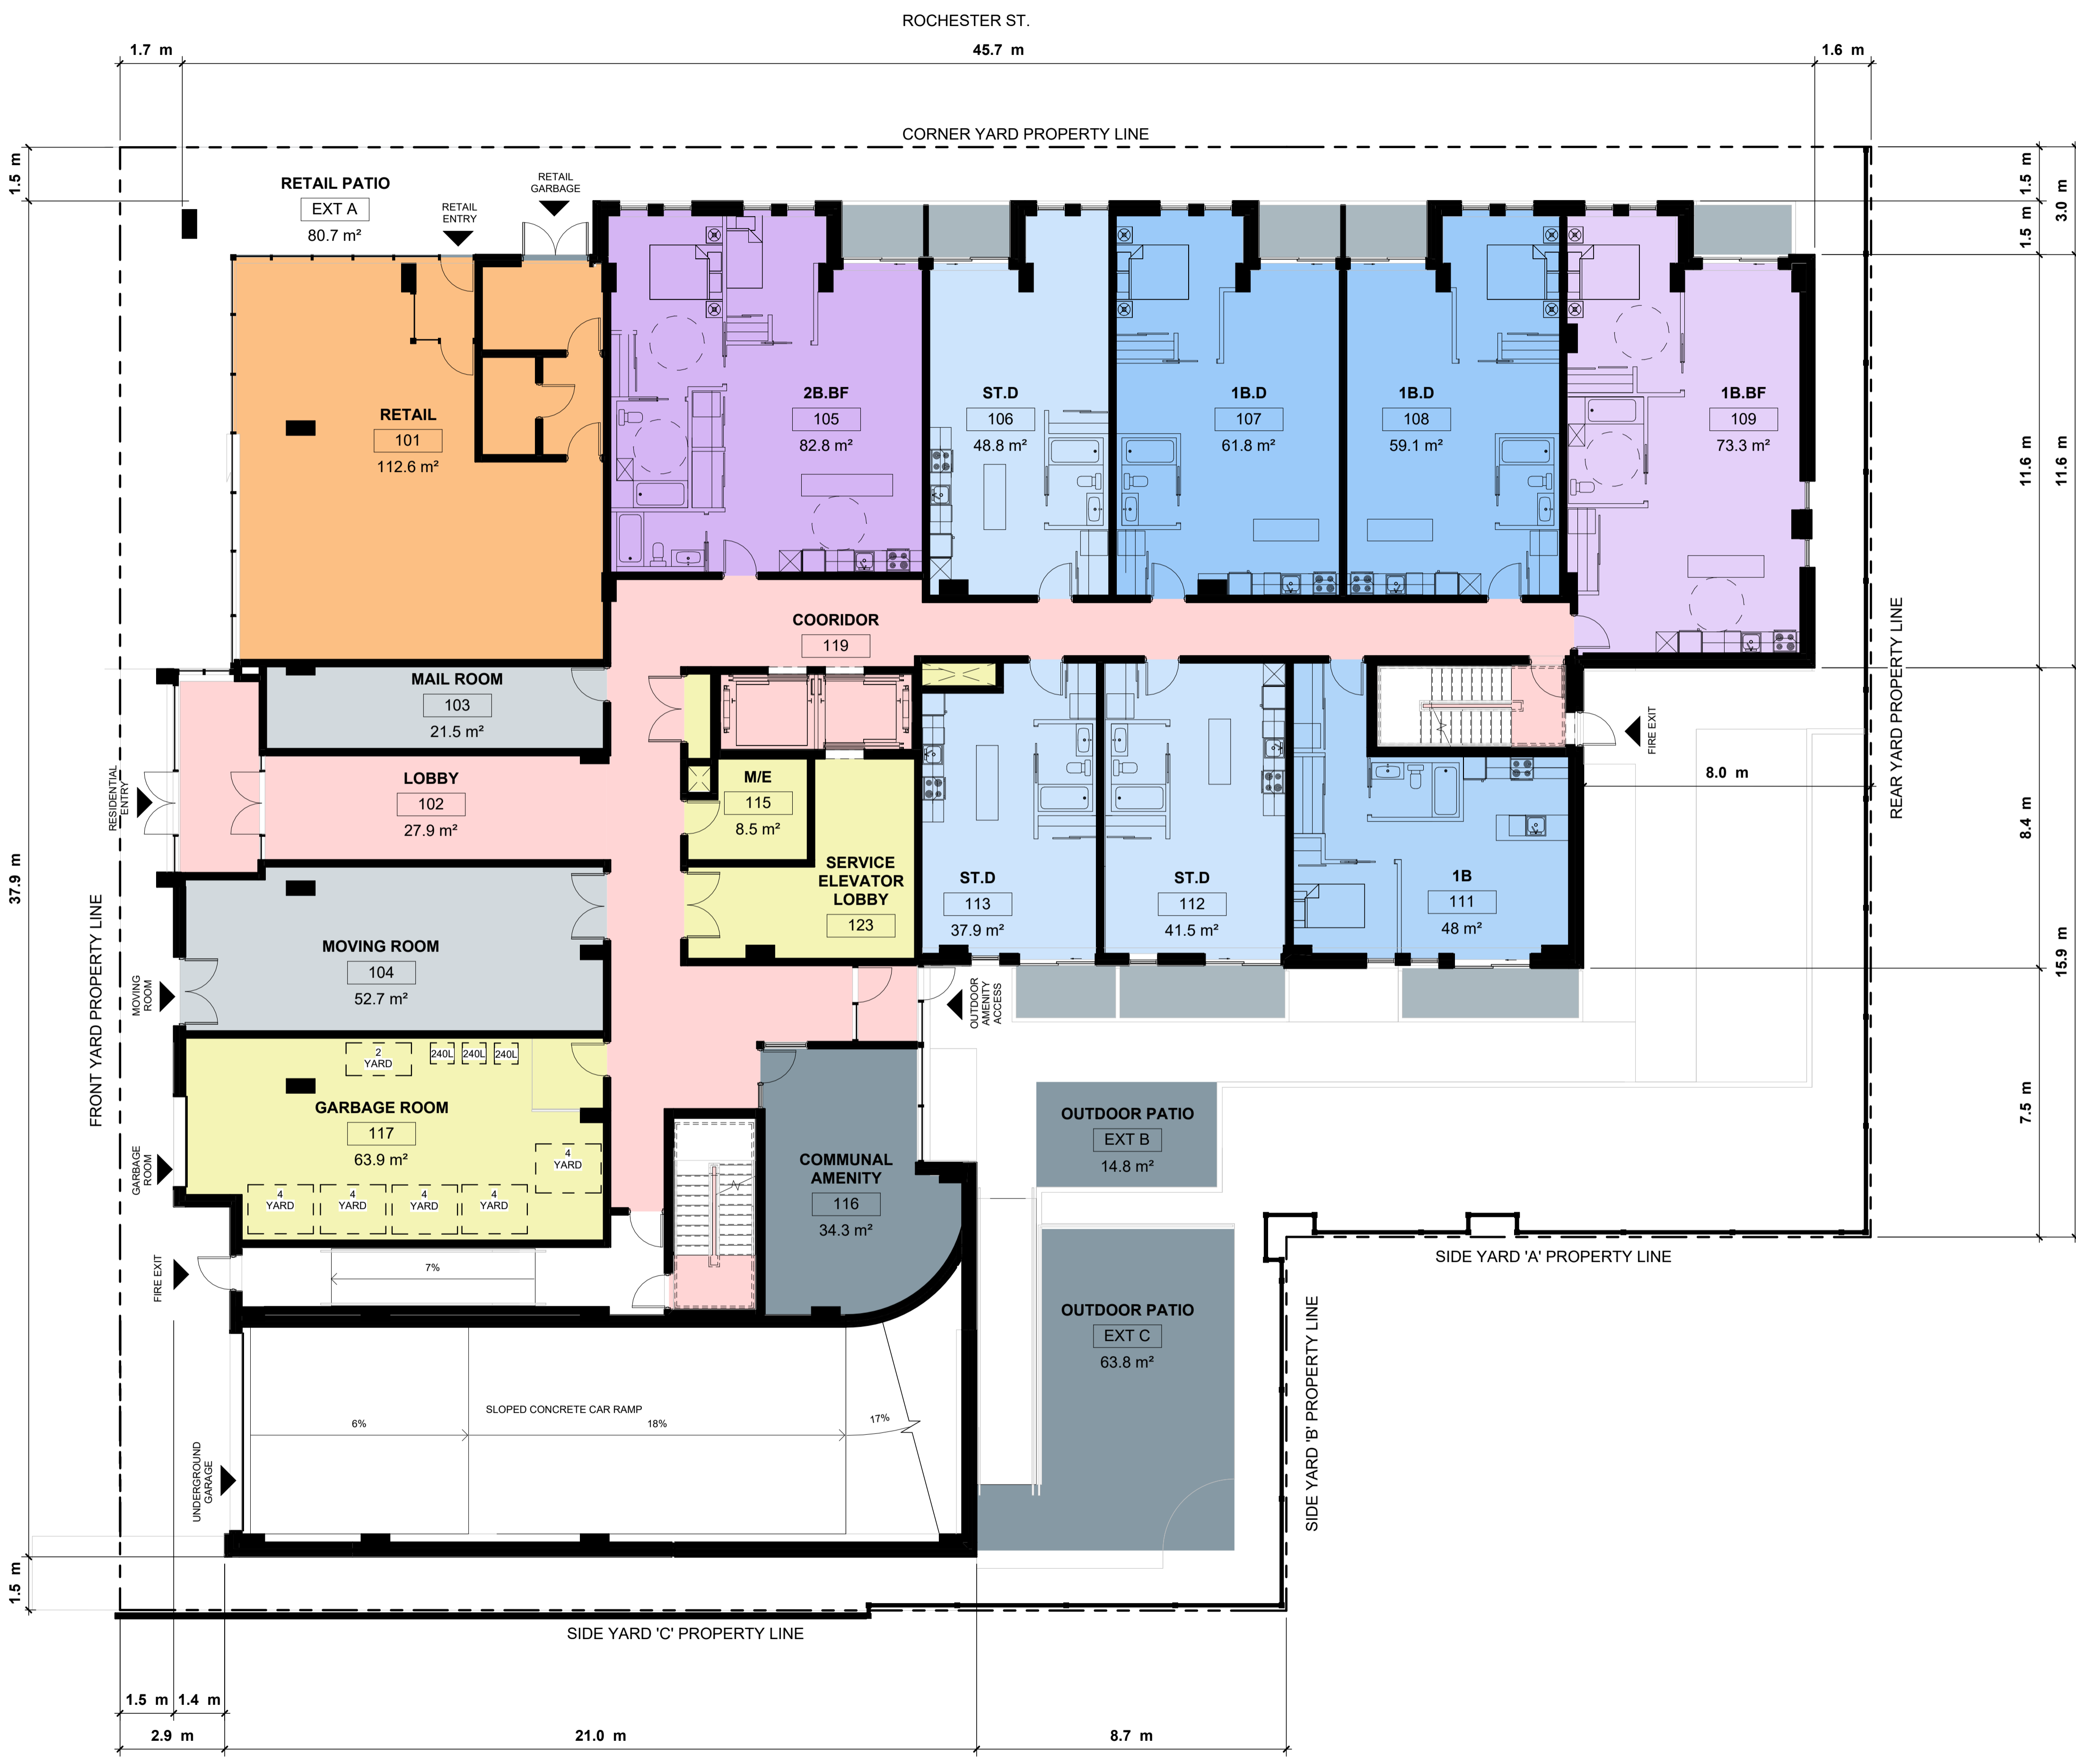 ROCHESTER ST.
1.7 m
45.7 m
1.6 m
CORNER YARD PROPERTY LINE
1.5 m
1.5 m
3.0 m
1.5 m
RETAIL PATIO
EXT A
80.7 m²
RETAIL
ENTRY
RETAIL
GARBAGE
RETAIL
101
112.6 m²
2B.BF
105
82.8 m²
ST.D
106
48.8 m²
1B.D
107
61.8 m²
1B.D
108
59.1 m²
1B.BF
109
73.3 m²
11.6 m
11.6 m
COORIDOR
119
MAIL ROOM
103
21.5 m²
LOBBY
102
27.9 m²
RESIDENTIAL
ENTRY
M/E
115
8.5 m²
SERVICE
ELEVATOR
LOBBY
123
ST.D
113
37.9 m²
ST.D
112
41.5 m²
1B
111
48 m²
FIRE EXIT
8.0 m
REAR YARD PROPERTY LINE
8.4 m
15.9 m
7.5 m
37.9 m
FRONT YARD PROPERTY LINE
MOVING ROOM
104
52.7 m²
MOVING
ROOM
OUTDOOR
AMENITY
ACCESS
2
YARD
240L
240L
240L
GARBAGE ROOM
117
63.9 m²
GARBAGE
ROOM
4
YARD
4
YARD
4
YARD
4
YARD
4
YARD
COMMUNAL
AMENITY
116
34.3 m²
OUTDOOR PATIO
EXT B
14.8 m²
SIDE YARD 'A' PROPERTY LINE
FIRE EXIT
7%
OUTDOOR PATIO
EXT C
63.8 m²
SIDE YARD 'B' PROPERTY LINE
SLOPED CONCRETE CAR RAMP
6%
18%
17%
UNDERGROUND
GARAGE
1.5 m
SIDE YARD 'C' PROPERTY LINE
1.5 m
1.4 m
2.9 m
21.0 m
8.7 m